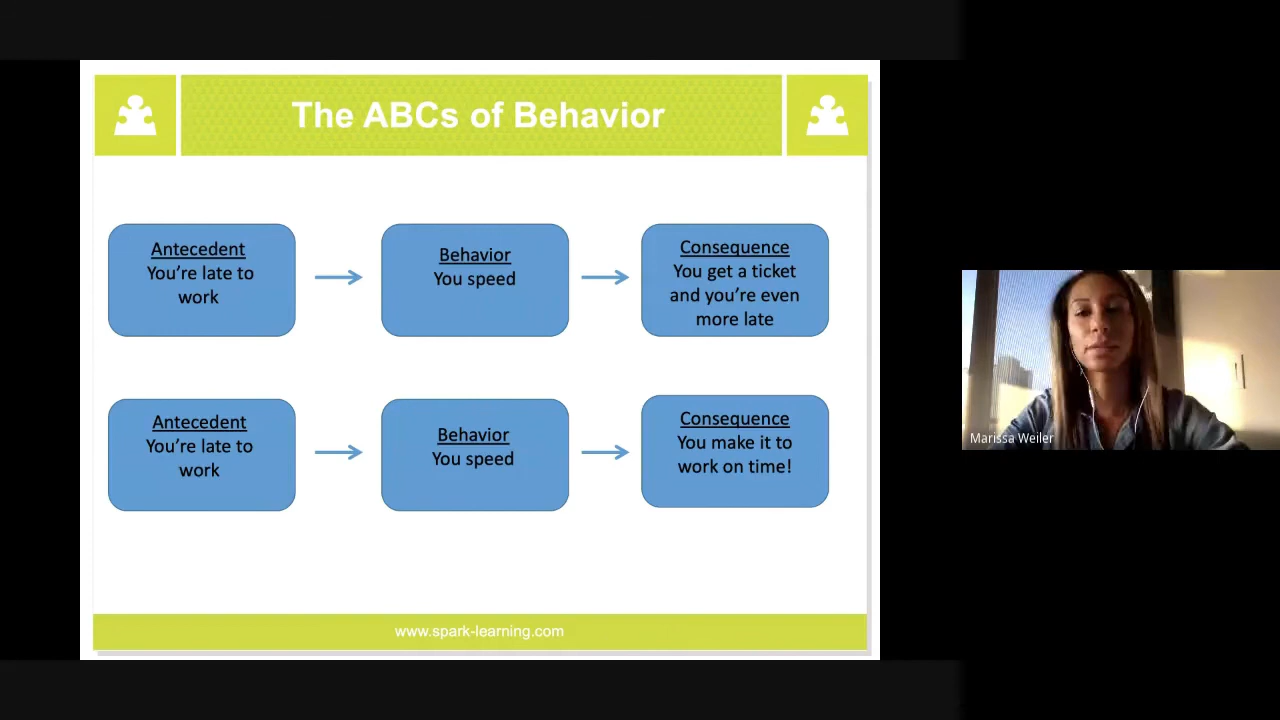 The ABCs of Behavior
Antecedent
You're late to
work
Behavior
You speed
Consequence
You get a ticket
and you're even
more late
Antecedent
You're late to
work
Behavior
You speed
Consequence
You make it to
work on time!
www.spark-learning.com
Marissa Weiler